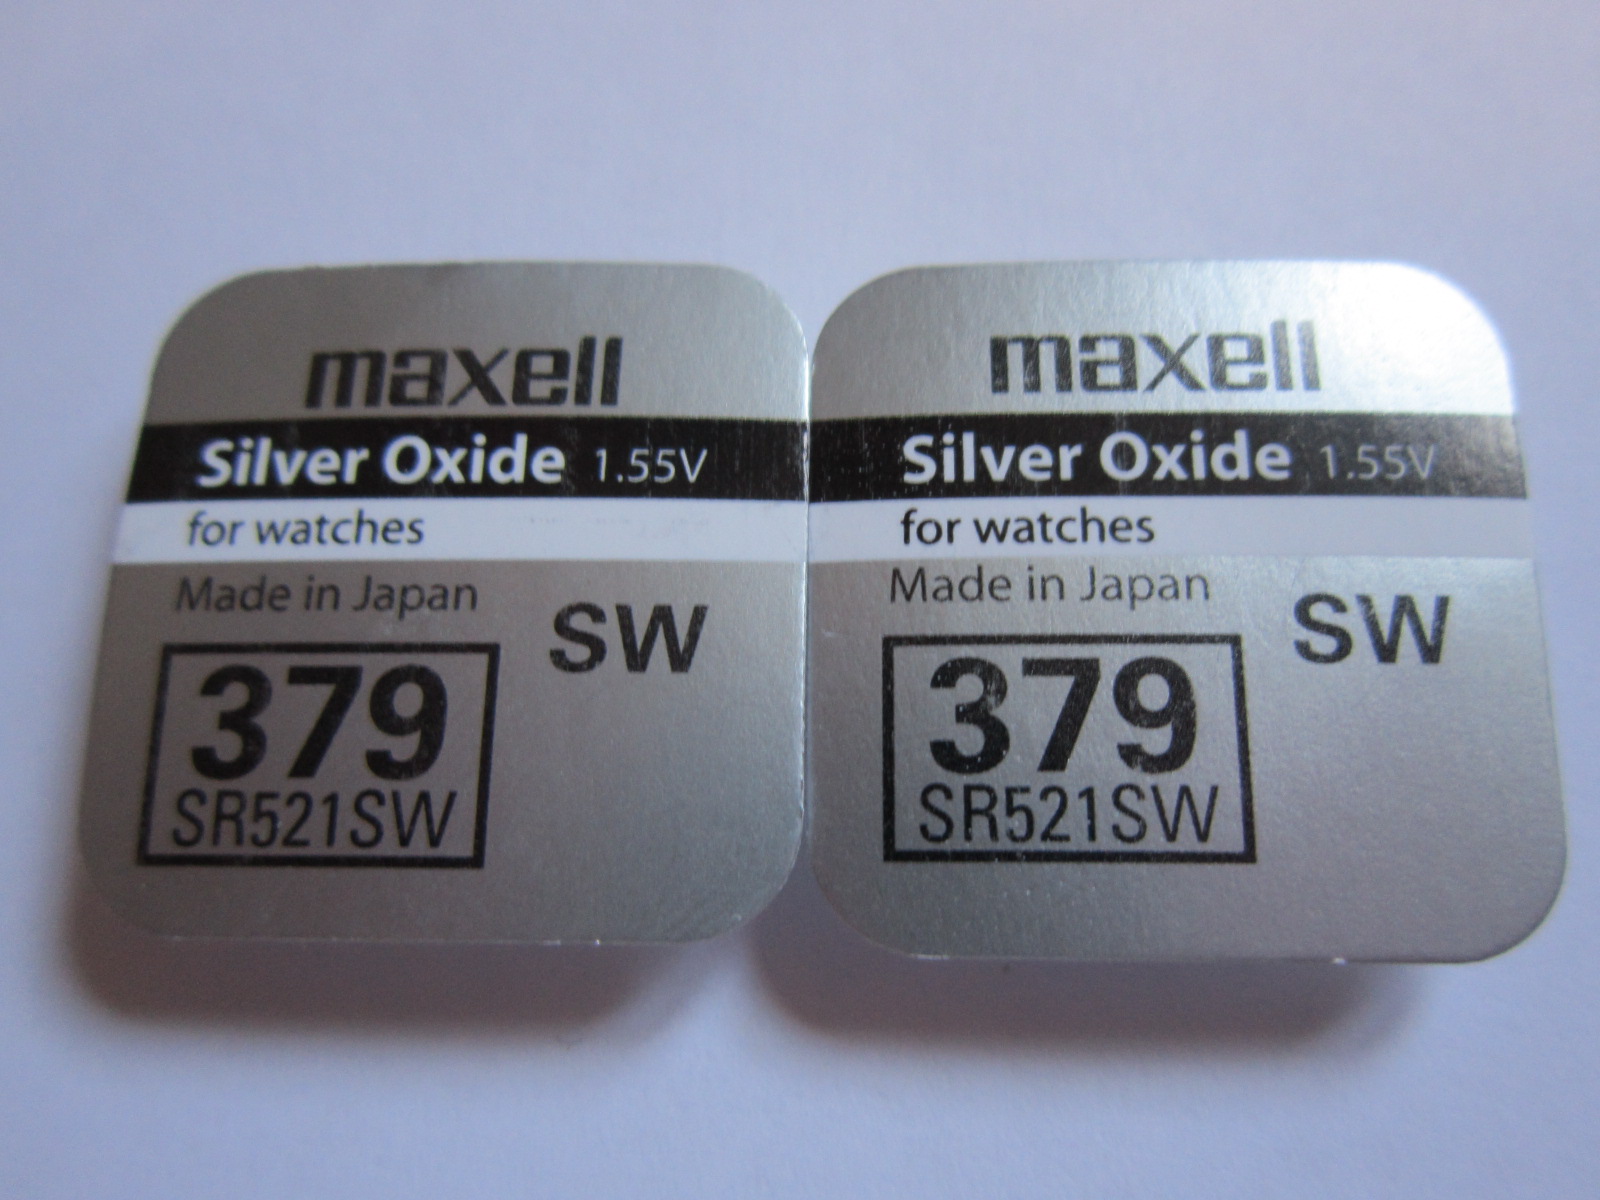 maxell
Silver Oxide 1.55V
for watches
Made in Japan
SW
379
SR521SW
maxell
Silver Oxide 1.55V
for watches
Made in Japan
SW
379
SR521SW